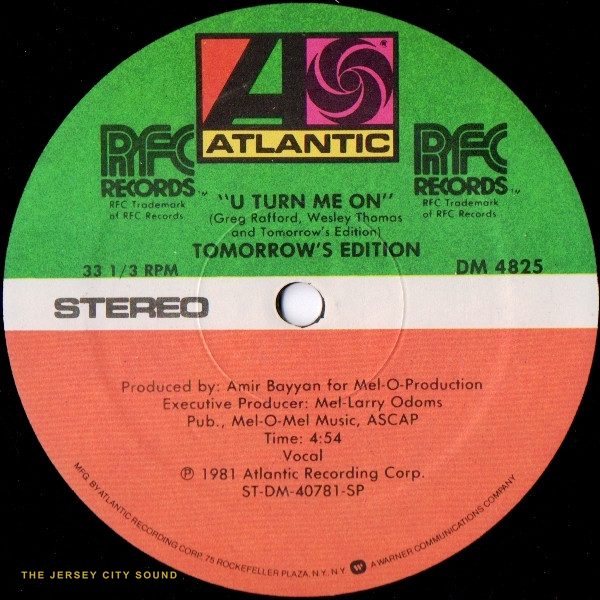 ATLANTIC
RFC
RECORDS™
RFC Trademark
of RFC Records
RFC
RECORDS™
RFC Trademark
of RFC Records
"U TURN ME ON"
(Greg Rafford, Wesley Thomas
and Tomorrow's Edition)
TOMORROW'S EDITION
33 1/3 RPM
DM 4825
STEREO
Produced by: Amir Bayyan for Mel-O-Production
Executive Producer: Mel-Larry Odoms
Pub., Mel-O-Mel Music, ASCAP
Time: 4:54
Vocal
℗ 1981 Atlantic Recording Corp.
ST-DM-40781-SP
MFG. BY ATLANTIC RECORDING CORP. 75 ROCKEFELLER PLAZA, N.Y. N.Y. A WARNER COMMUNICATIONS COMPANY
THE JERSEY CITY SOUND